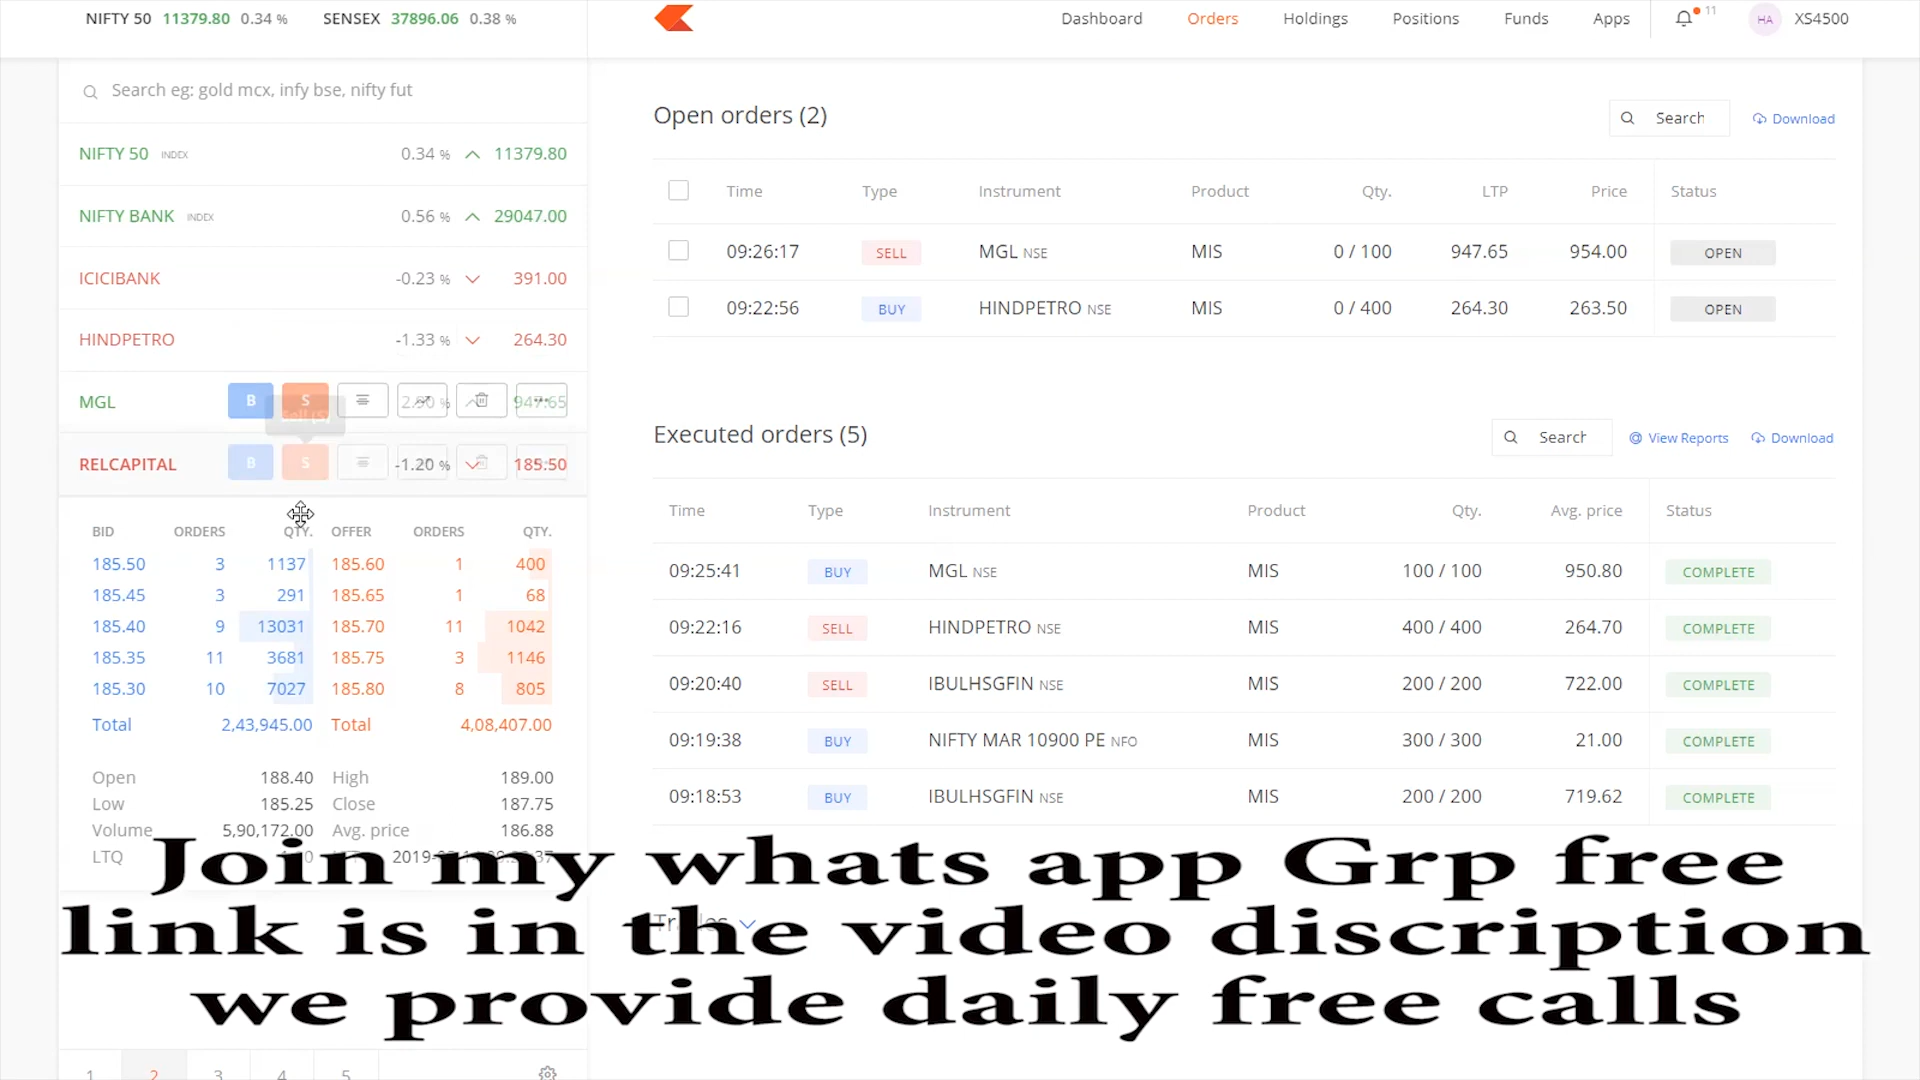 NIFTY 50 11379.80 0.34 % SENSEX 37896.06 0.38 %
Dashboard Orders Holdings Positions Funds Apps 11 HA XS4500
Search eg: gold mcx, infy bse, nifty fut
NIFTY 50 INDEX 0.34 % 11379.80
NIFTY BANK INDEX 0.56 % 29047.00
ICICIBANK -0.23 % 391.00
HINDPETRO -1.33 % 264.30
MGL B S 2.90 % 947.65
Sell (S)
RELCAPITAL B S -1.20 % 185.50
BID ORDERS QTY. OFFER ORDERS QTY.
185.50 3 1137 185.60 1 400
185.45 3 291 185.65 1 68
185.40 9 13031 185.70 11 1042
185.35 11 3681 185.75 3 1146
185.30 10 7027 185.80 8 805
Total 2,43,945.00 Total 4,08,407.00
Open 188.40 High 189.00
Low 185.25 Close 187.75
Volume 5,90,172.00 Avg. price 186.88
LTQ
1 2 3 4 5
Open orders (2) Search Download
Time Type Instrument Product Qty. LTP Price Status
09:26:17 SELL MGL NSE MIS 0 / 100 947.65 954.00 OPEN
09:22:56 BUY HINDPETRO NSE MIS 0 / 400 264.30 263.50 OPEN
Executed orders (5) Search View Reports Download
Time Type Instrument Product Qty. Avg. price Status
09:25:41 BUY MGL NSE MIS 100 / 100 950.80 COMPLETE
09:22:16 SELL HINDPETRO NSE MIS 400 / 400 264.70 COMPLETE
09:20:40 SELL IBULHSGFIN NSE MIS 200 / 200 722.00 COMPLETE
09:19:38 BUY NIFTY MAR 10900 PE NFO MIS 300 / 300 21.00 COMPLETE
09:18:53 BUY IBULHSGFIN NSE MIS 200 / 200 719.62 COMPLETE
Trades
Join my whats app Grp free
link is in the video discription
we provide daily free calls